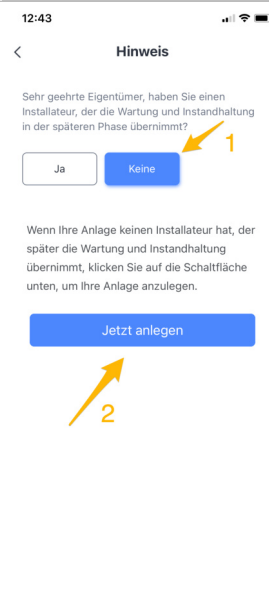 12:43
Hinweis
Sehr geehrte Eigentümer, haben Sie einen
Installateur, der die Wartung und Instandhaltung
in der späteren Phase übernimmt?
1
Ja
Keine
Wenn Ihre Anlage keinen Installateur hat, der
später die Wartung und Instandhaltung
übernimmt, klicken Sie auf die Schaltfläche
unten, um Ihre Anlage anzulegen.
Jetzt anlegen
2